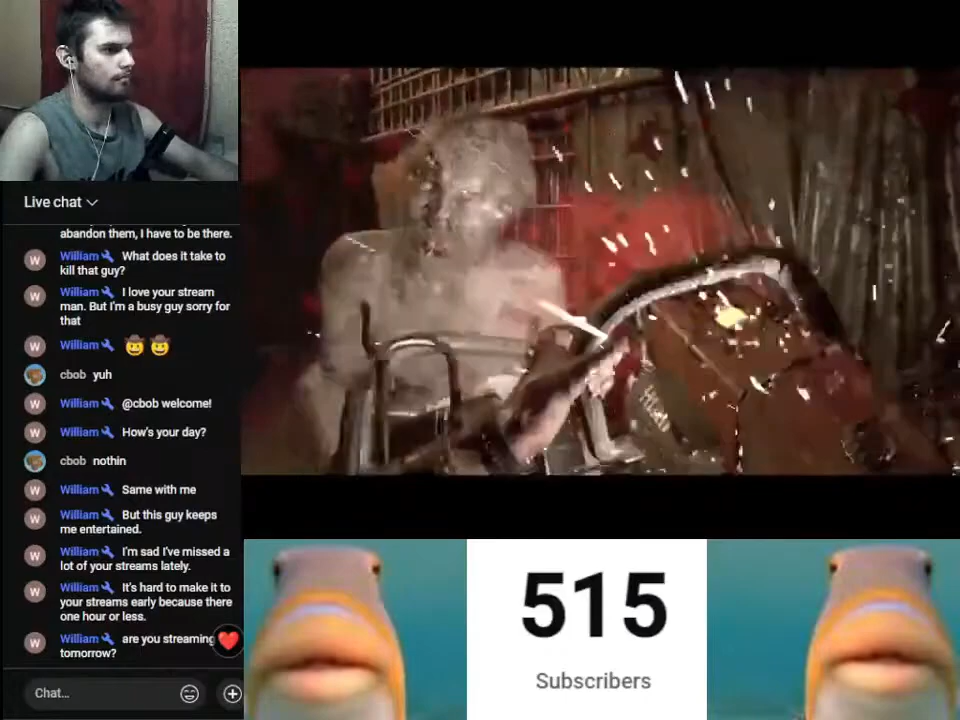 Live chat
abandon them, I have to be there.
William What does it take to
kill that guy?
William I love your stream
man. But I'm a busy guy sorry for
that
William
cbob yuh
William @cbob welcome!
William How's your day?
cbob nothin
William Same with me
William But this guy keeps
me entertained.
William I'm sad I've missed a
lot of your streams lately.
William It's hard to make it to
your streams early because there
one hour or less.
William are you streaming
tomorrow?
Chat...
515
Subscribers